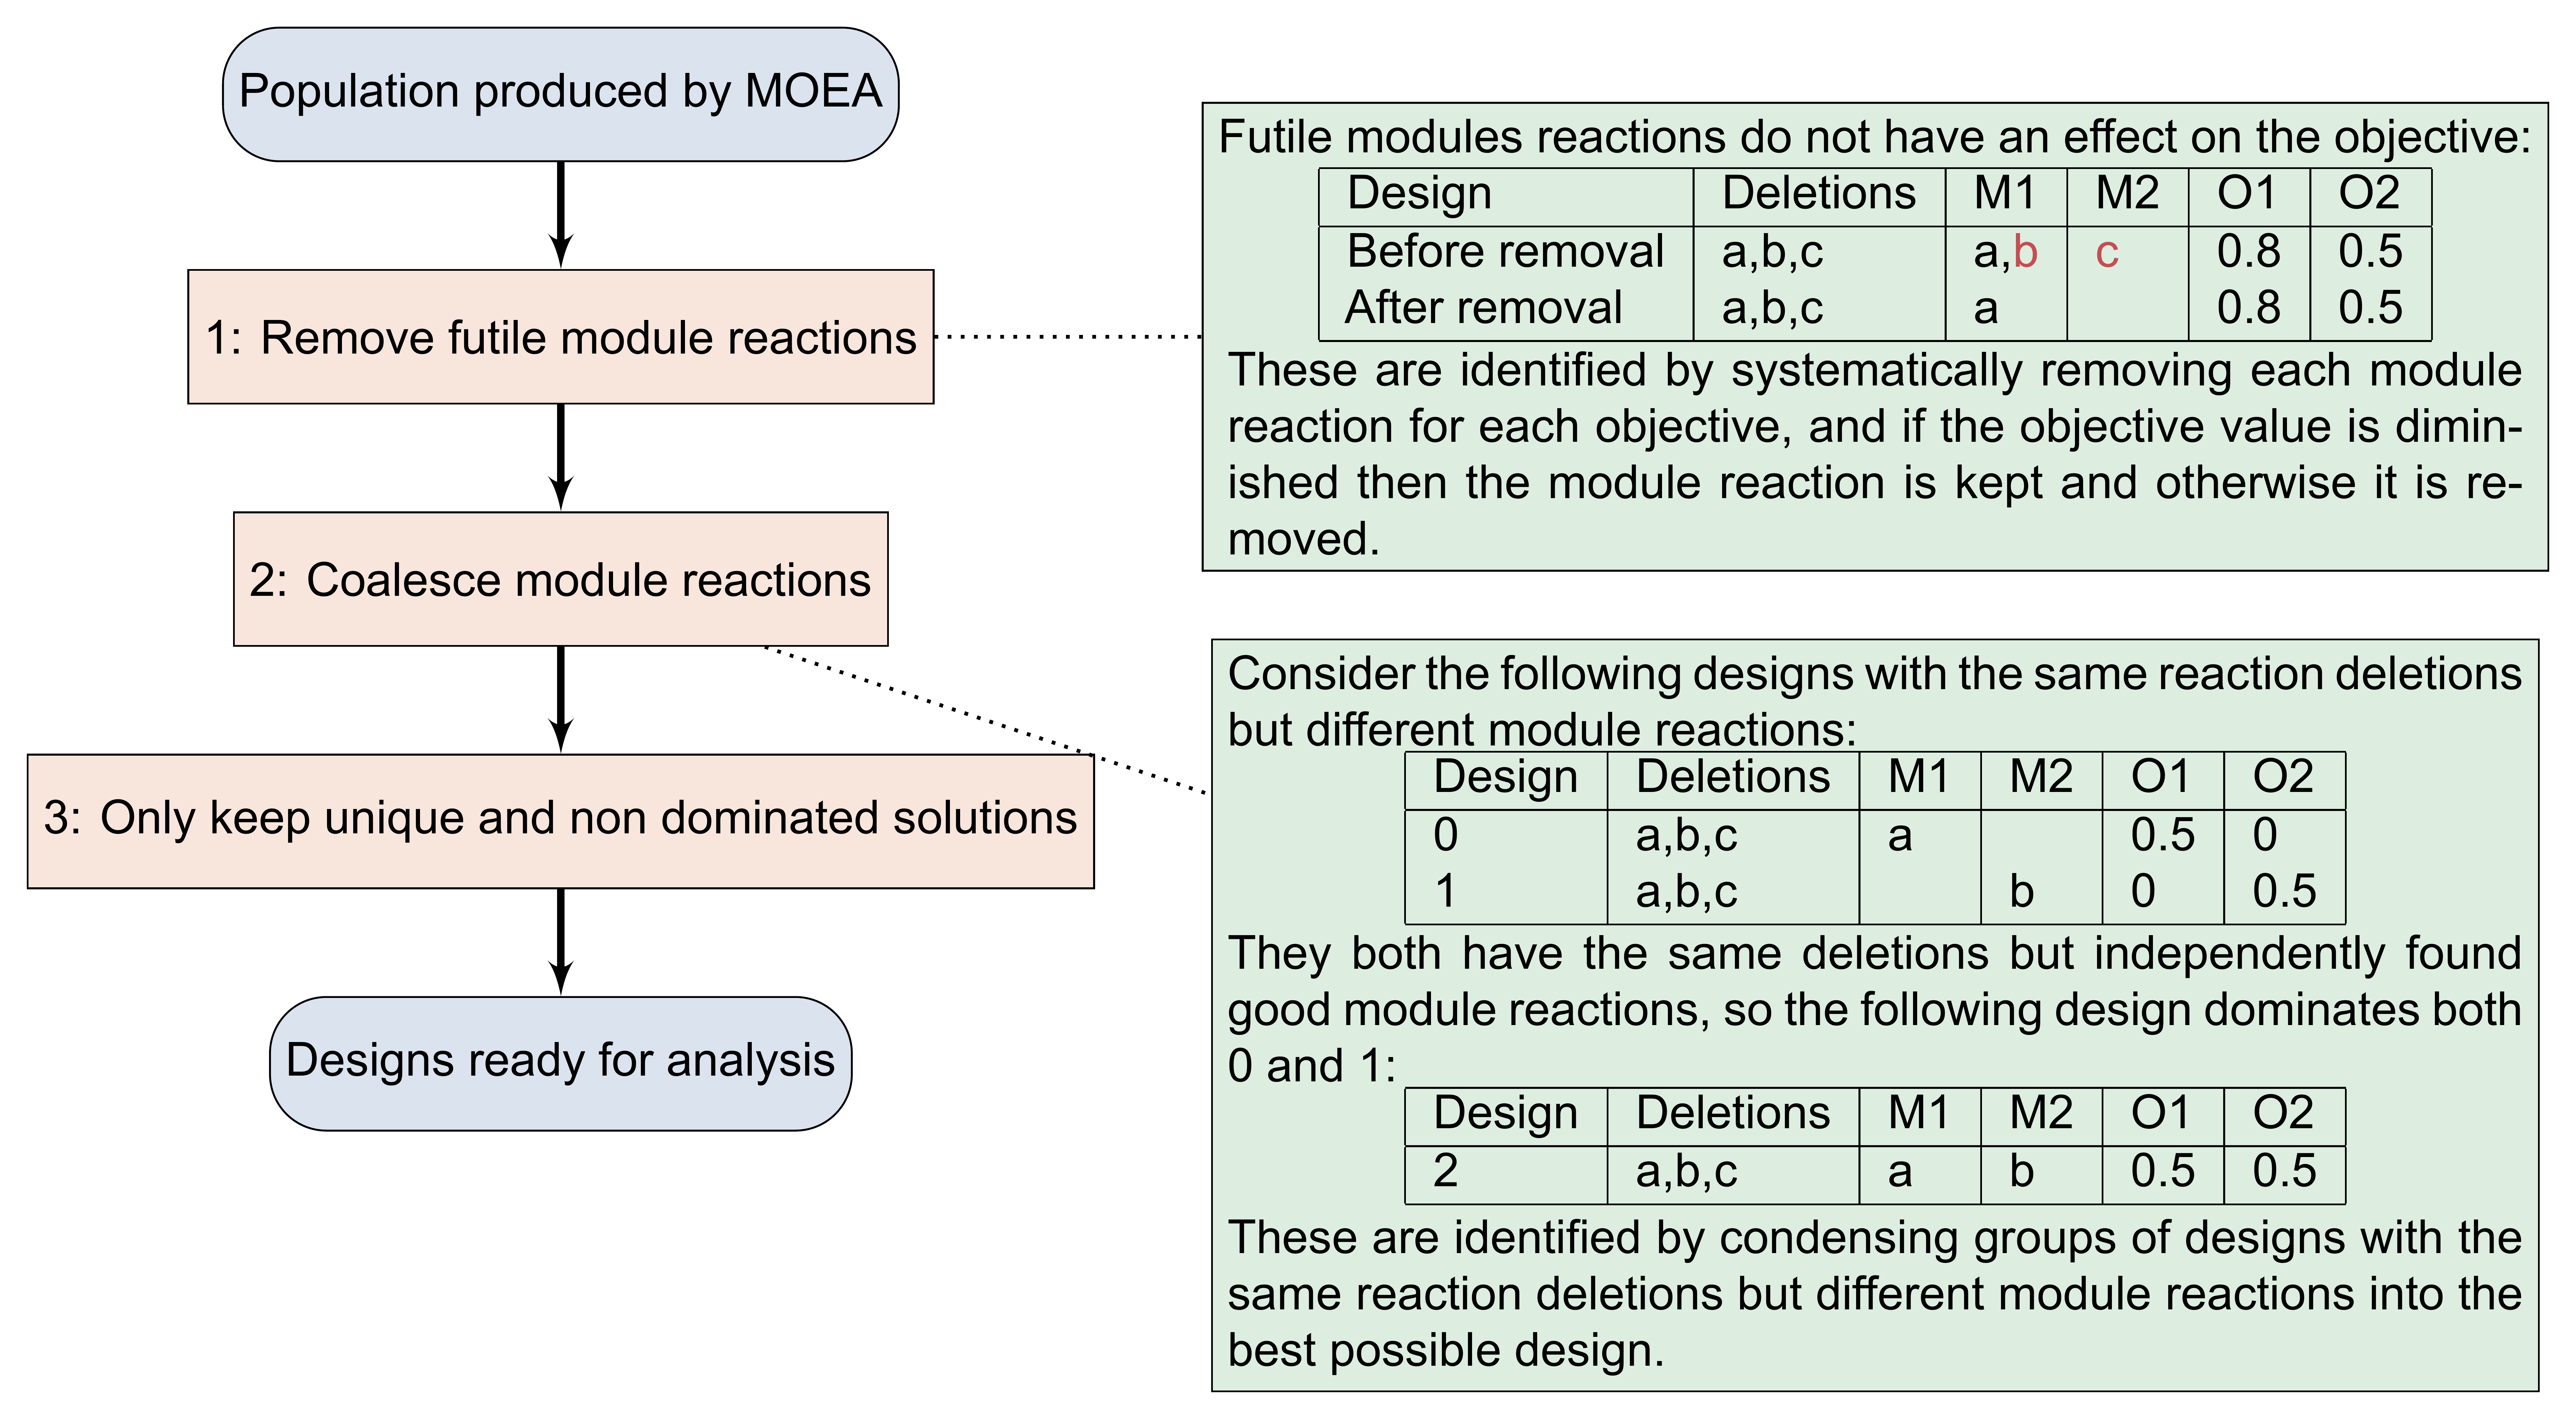 Population produced by MOEA
1: Remove futile module reactions
2: Coalesce module reactions
3: Only keep unique and non dominated solutions
Designs ready for analysis
Futile modules reactions do not have an effect on the objective:
Design Deletions M1 M2 O1 O2
Before removal a,b,c a,b c 0.8 0.5
After removal a,b,c a 0.8 0.5
These are identified by systematically removing each module
reaction for each objective, and if the objective value is dimin-
ished then the module reaction is kept and otherwise it is re-
moved.
Consider the following designs with the same reaction deletions
but different module reactions:
Design Deletions M1 M2 O1 O2
0 a,b,c a 0.5 0
1 a,b,c b 0 0.5
They both have the same deletions but independently found
good module reactions, so the following design dominates both
0 and 1:
Design Deletions M1 M2 O1 O2
2 a,b,c a b 0.5 0.5
These are identified by condensing groups of designs with the
same reaction deletions but different module reactions into the
best possible design.